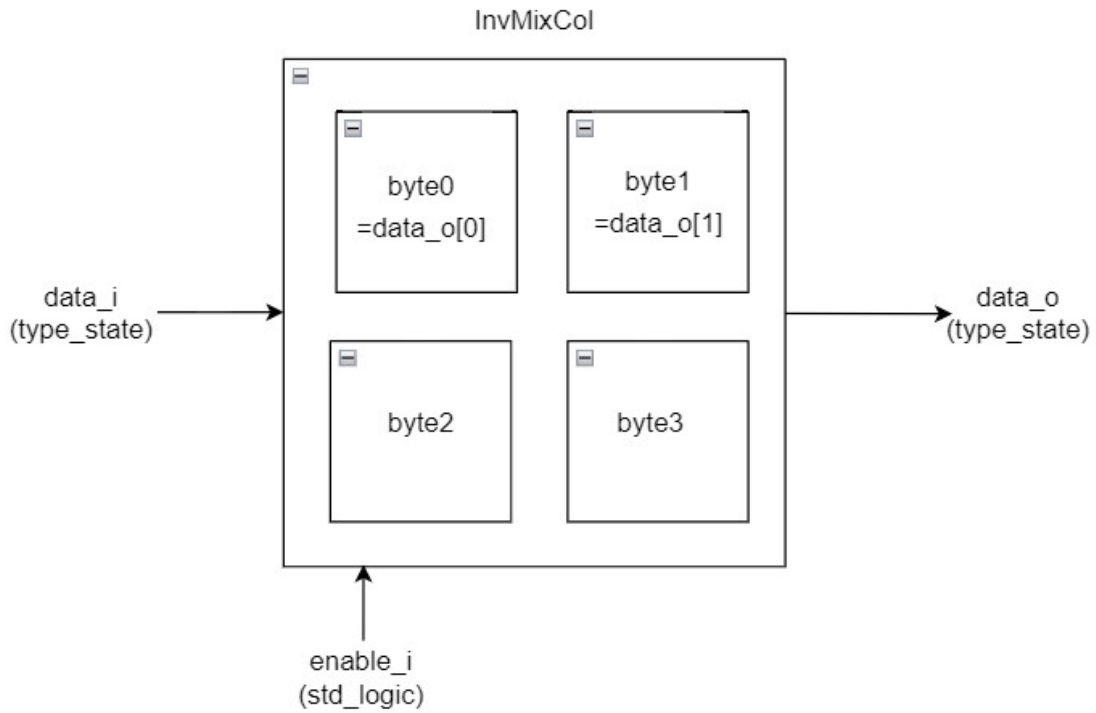 InvMixCol
byte0
=data_o[0]
byte1
=data_o[1]
data_i
(type_state)
data_o
(type_state)
byte2
byte3
enable_i
(std_logic)